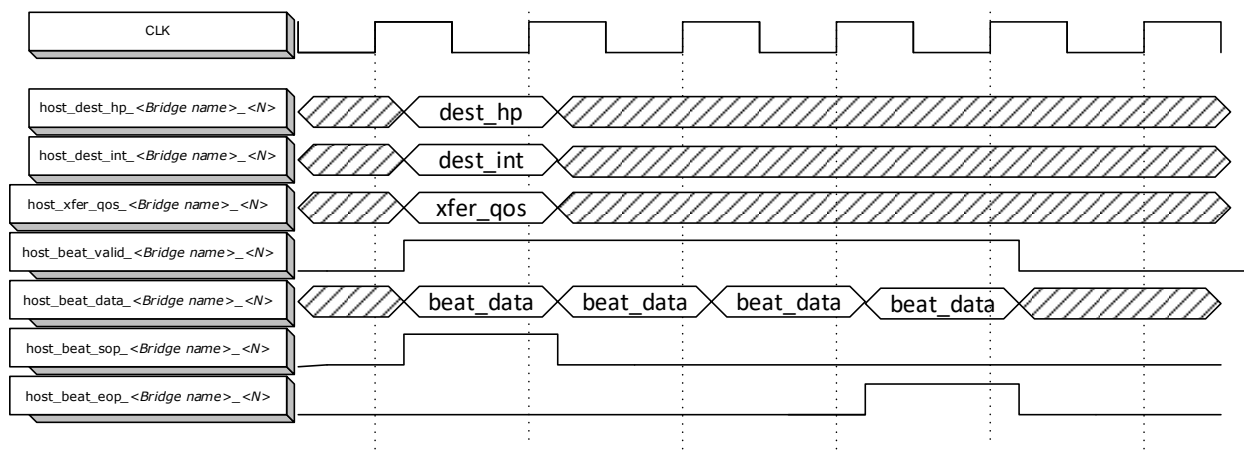 CLK
host_dest_hp_<Bridge name>_<N>
dest_hp
host_dest_int_<Bridge name>_<N>
dest_int
host_xfer_qos_<Bridge name>_<N>
xfer_qos
host_beat_valid_<Bridge name>_<N>
host_beat_data_<Bridge name>_<N>
beat_data beat_data beat_data beat_data
host_beat_sop_<Bridge name>_<N>
host_beat_eop_<Bridge name>_<N>